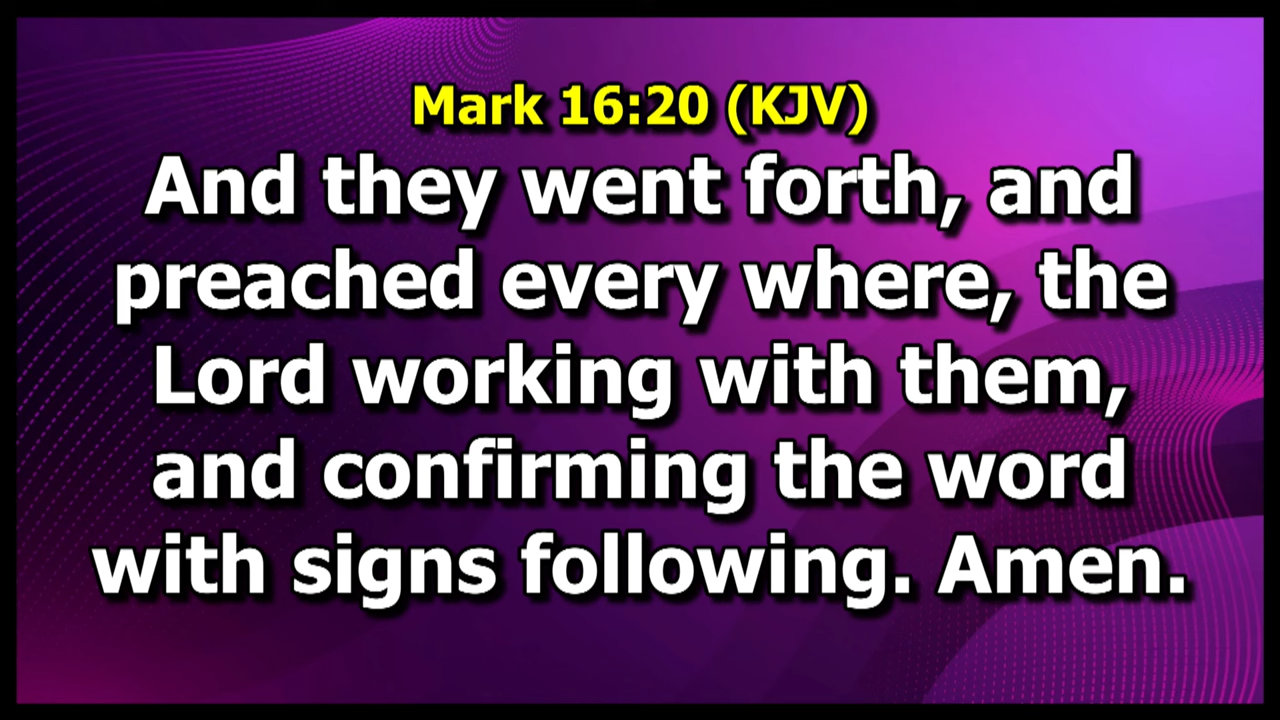 Mark 16:20 (KJV)
And they went forth, and
preached every where, the
Lord working with them,
and confirming the word
with signs following. Amen.